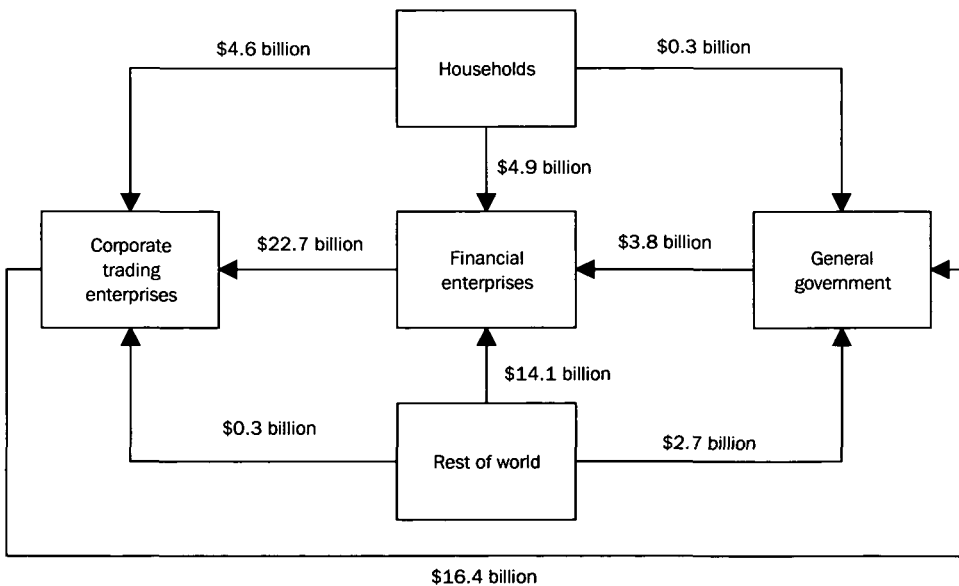 $4.6 billion
Households
$0.3 billion
$4.9 billion
Corporate
trading
enterprises
$22.7 billion
Financial
enterprises
$3.8 billion
General
government
$14.1 billion
$0.3 billion
Rest of world
$2.7 billion
$16.4 billion